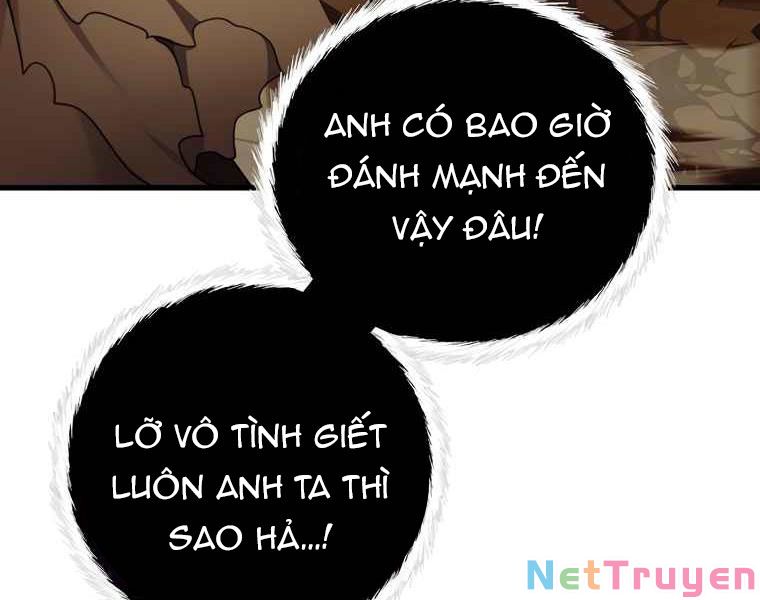 ANH CÓ BAO GIỜ
ĐÁNH MẠNH ĐẾN
VẬY ĐÂU!
LỠ VÔ TÌNH GIẾT
LUÔN ANH TA THÌ
SAO HẢ...!
NetTruyen